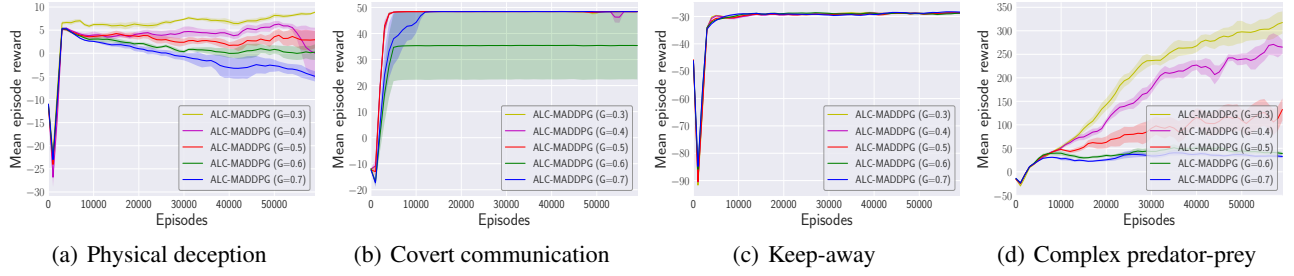 Mean episode reward
10
5
0
−5
−10
−15
−20
−25
−30
0
10000
20000
30000
40000
50000
Episodes
ALC-MADDPG (G=0.3)
ALC-MADDPG (G=0.4)
ALC-MADDPG (G=0.5)
ALC-MADDPG (G=0.6)
ALC-MADDPG (G=0.7)
(a) Physical deception
Mean episode reward
50
40
30
20
10
0
−10
−20
0
10000
20000
30000
40000
50000
Episodes
ALC-MADDPG (G=0.3)
ALC-MADDPG (G=0.4)
ALC-MADDPG (G=0.5)
ALC-MADDPG (G=0.6)
ALC-MADDPG (G=0.7)
(b) Covert communication
Mean episode reward
−30
−40
−50
−60
−70
−80
−90
0
10000
20000
30000
40000
50000
Episodes
ALC-MADDPG (G=0.3)
ALC-MADDPG (G=0.4)
ALC-MADDPG (G=0.5)
ALC-MADDPG (G=0.6)
ALC-MADDPG (G=0.7)
(c) Keep-away
Mean episode reward
350
300
250
200
150
100
50
0
−50
0
10000
20000
30000
40000
50000
Episodes
ALC-MADDPG (G=0.3)
ALC-MADDPG (G=0.4)
ALC-MADDPG (G=0.5)
ALC-MADDPG (G=0.6)
ALC-MADDPG (G=0.7)
(d) Complex predator-prey